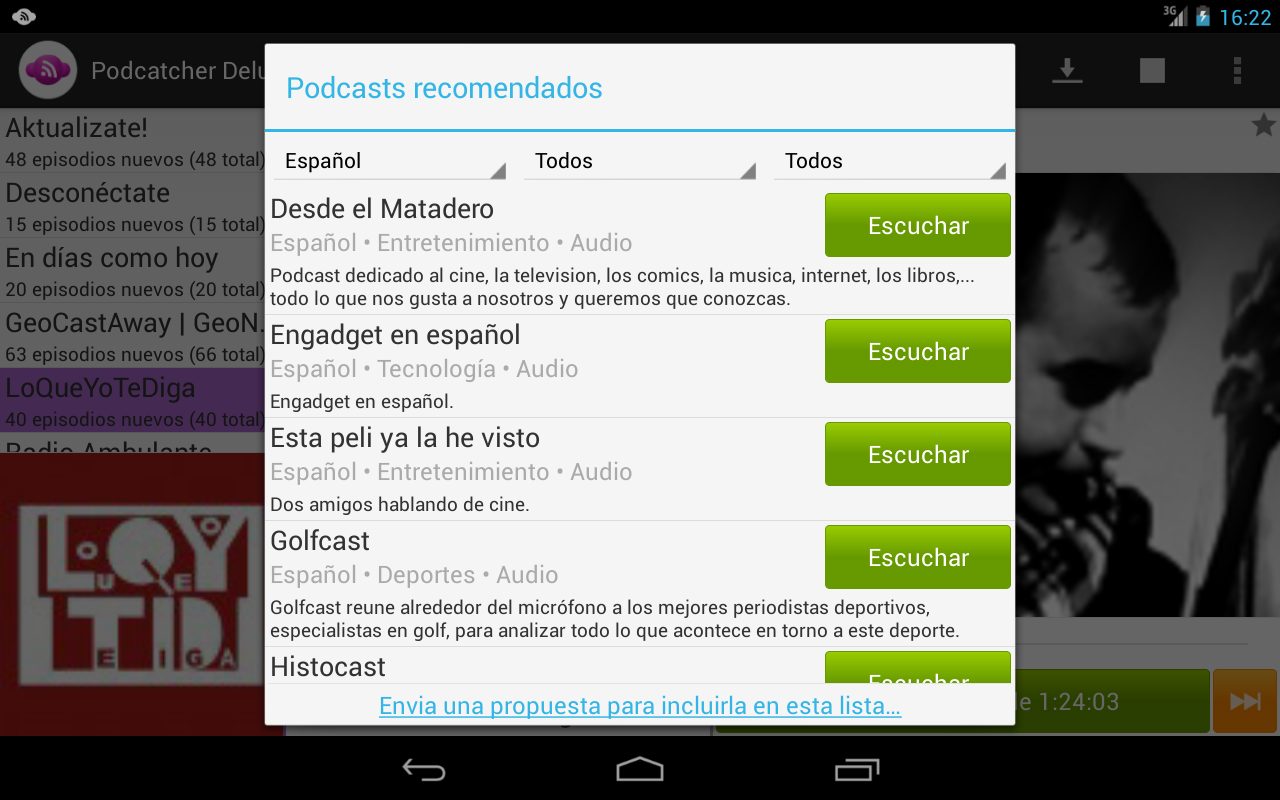 3G 16:22
Podcatcher Delu
Aktualizate!
48 episodios nuevos (48 total)
Desconéctate
15 episodios nuevos (15 total)
En días como hoy
20 episodios nuevos (20 total)
GeoCastAway | GeoN.
63 episodios nuevos (66 total)
LoQueYoTeDiga
40 episodios nuevos (40 total)
Radio Ambulante
LO QUE YO
TE DIGA
Podcasts recomendados
Español Todos Todos
Desde el Matadero
Escuchar
Español • Entretenimiento • Audio
Podcast dedicado al cine, la television, los comics, la musica, internet, los libros,...
todo lo que nos gusta a nosotros y queremos que conozcas.
Engadget en español
Escuchar
Español • Tecnología • Audio
Engadget en español.
Esta peli ya la he visto
Escuchar
Español • Entretenimiento • Audio
Dos amigos hablando de cine.
Golfcast
Escuchar
Español • Deportes • Audio
Golfcast reune alrededor del micrófono a los mejores periodistas deportivos,
especialistas en golf, para analizar todo lo que acontece en torno a este deporte.
Histocast
Escuchar
Envia una propuesta para incluirla en esta lista...
de 1:24:03